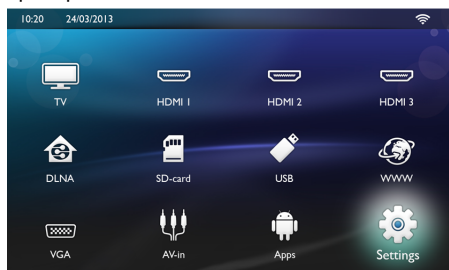 10:20 24/03/2013
TV HDMI 1 HDMI 2 HDMI 3
DLNA SD-card USB WWW
VGA AV-in Apps Settings